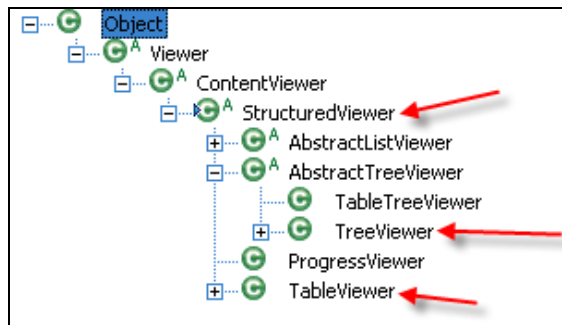 Object
A Viewer
A ContentViewer
A StructuredViewer
A AbstractListViewer
A AbstractTreeViewer
TableTreeViewer
TreeViewer
ProgressViewer
TableViewer